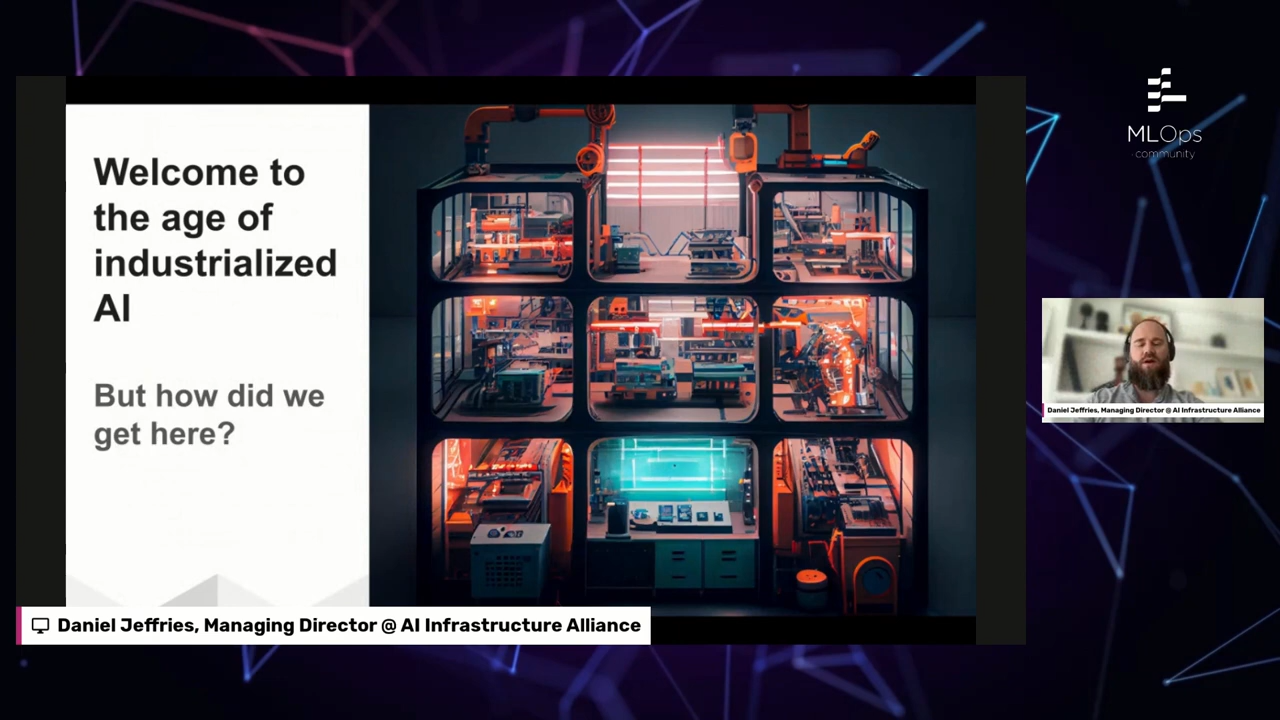 Welcome to
the age of
industrialized
AI
But how did we
get here?
Daniel Jeffries, Managing Director @ AI Infrastructure Alliance
MLOps
community
Daniel Jeffries, Managing Director @ AI Infrastructure Alliance